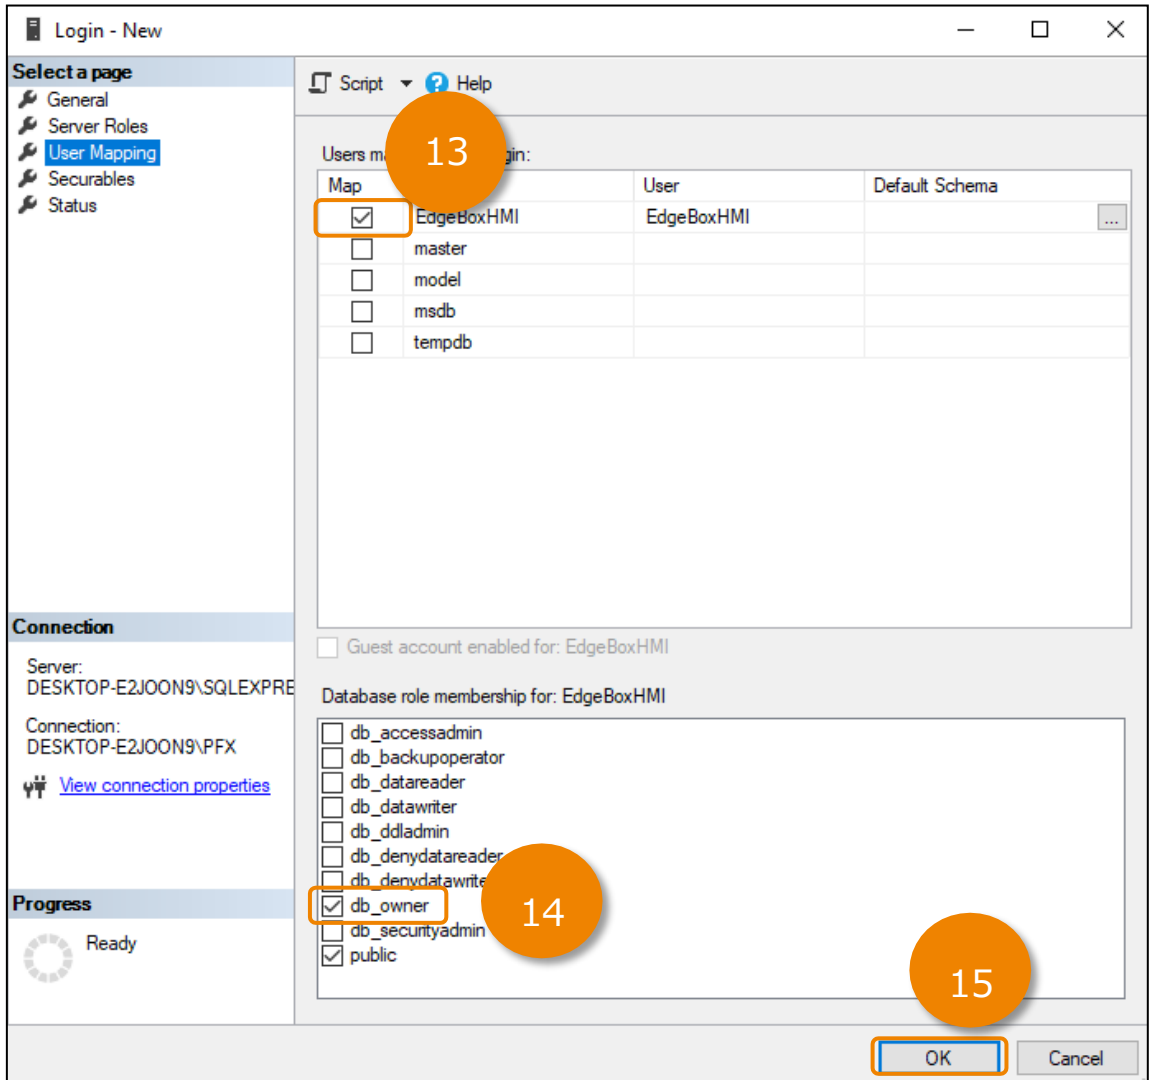 Login - New
Select a page
General
Server Roles
User Mapping
Securables
Status
Script Help
13
Users gin:
Map User Default Schema
EdgeBoxHMI EdgeBoxHMI ...
master
model
msdb
tempdb
Guest account enabled for: EdgeBoxHMI
Connection
Server:
DESKTOP-E2JOON9\SQLEXPRE
Connection:
DESKTOP-E2JOON9\PFX
View connection properties
Progress
Ready
Database role membership for: EdgeBoxHMI
db_accessadmin
db_backupoperator
db_datareader
db_datawriter
db_ddladmin
db_denydatareader
db_denydatawrite
db_owner
14
db_securityadmin
public
15
OK Cancel